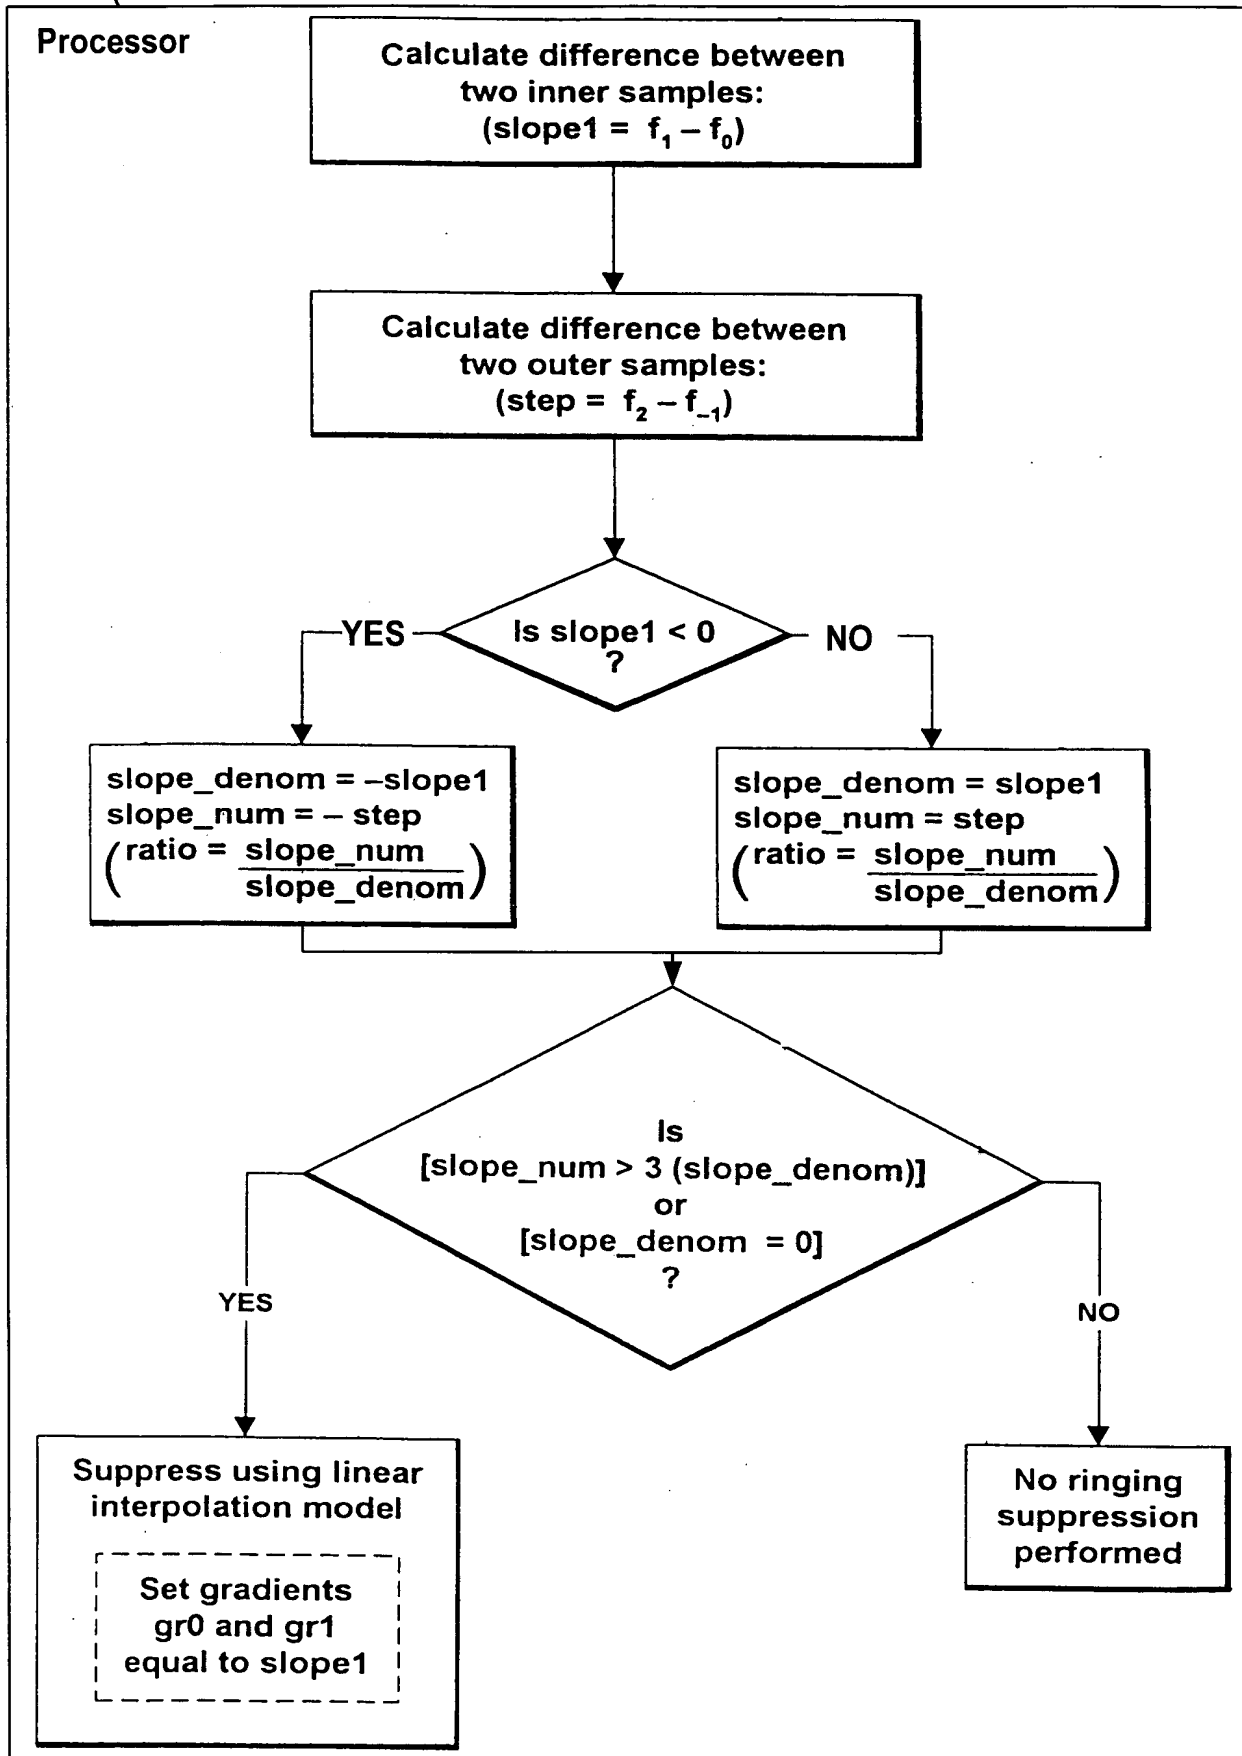 Processor
Calculate difference between
two inner samples:
(slope1 = f₁ – f₀)
Calculate difference between
two outer samples:
(step = f₂ – f₋₁)
Is slope1 < 0
?
YES
NO
slope_denom = –slope1
slope_num = – step
(ratio = slope_num
slope_denom)
slope_denom = slope1
slope_num = step
(ratio = slope_num
slope_denom)
Is
[slope_num > 3 (slope_denom)]
or
[slope_denom = 0]
?
YES
NO
Suppress using linear
interpolation model
Set gradients
gr0 and gr1
equal to slope1
No ringing
suppression
performed